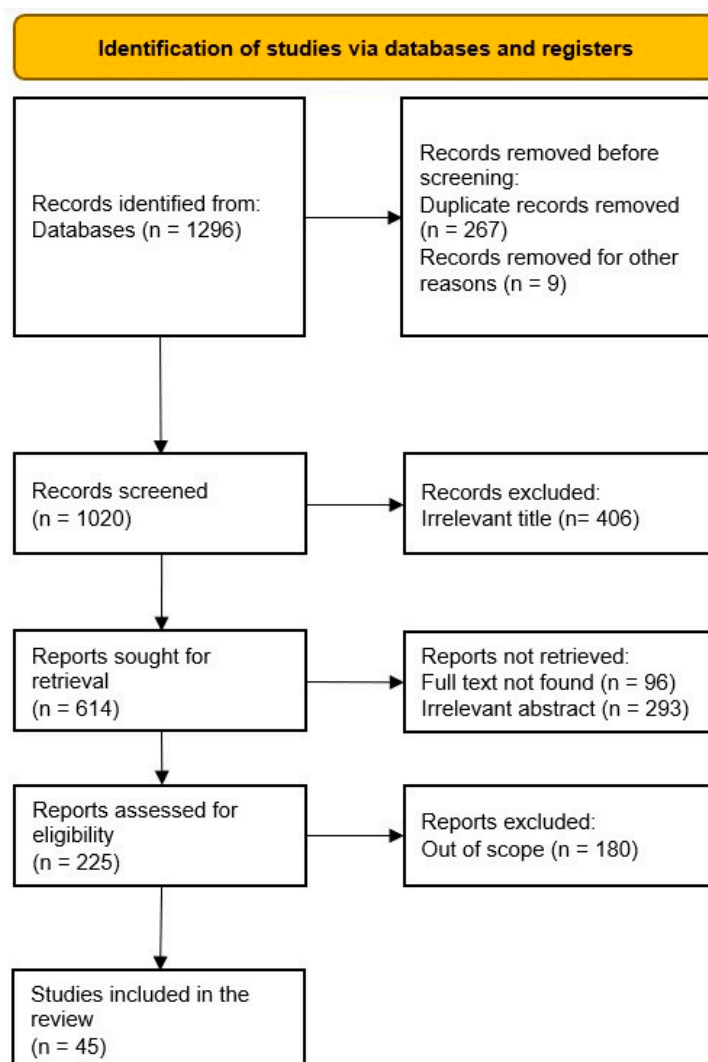 Identification of studies via databases and registers
Records identified from:
Databases (n = 1296)
Records removed before
screening:
Duplicate records removed
(n = 267)
Records removed for other
reasons (n = 9)
Records screened
(n = 1020)
Records excluded:
Irrelevant title (n= 406)
Reports sought for
retrieval
(n = 614)
Reports not retrieved:
Full text not found (n = 96)
Irrelevant abstract (n = 293)
Reports assessed for
eligibility
(n = 225)
Reports excluded:
Out of scope (n = 180)
Studies included in the
review
(n = 45)